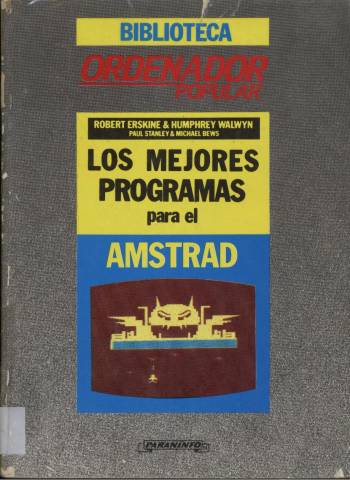 BIBLIOTECA
ORDENADOR
POPULAR
ROBERT ERSKINE & HUMPHREY WALWYN
PAUL STANLEY & MICHAEL BEWS
LOS MEJORES
PROGRAMAS
para el
AMSTRAD
PARANINFO